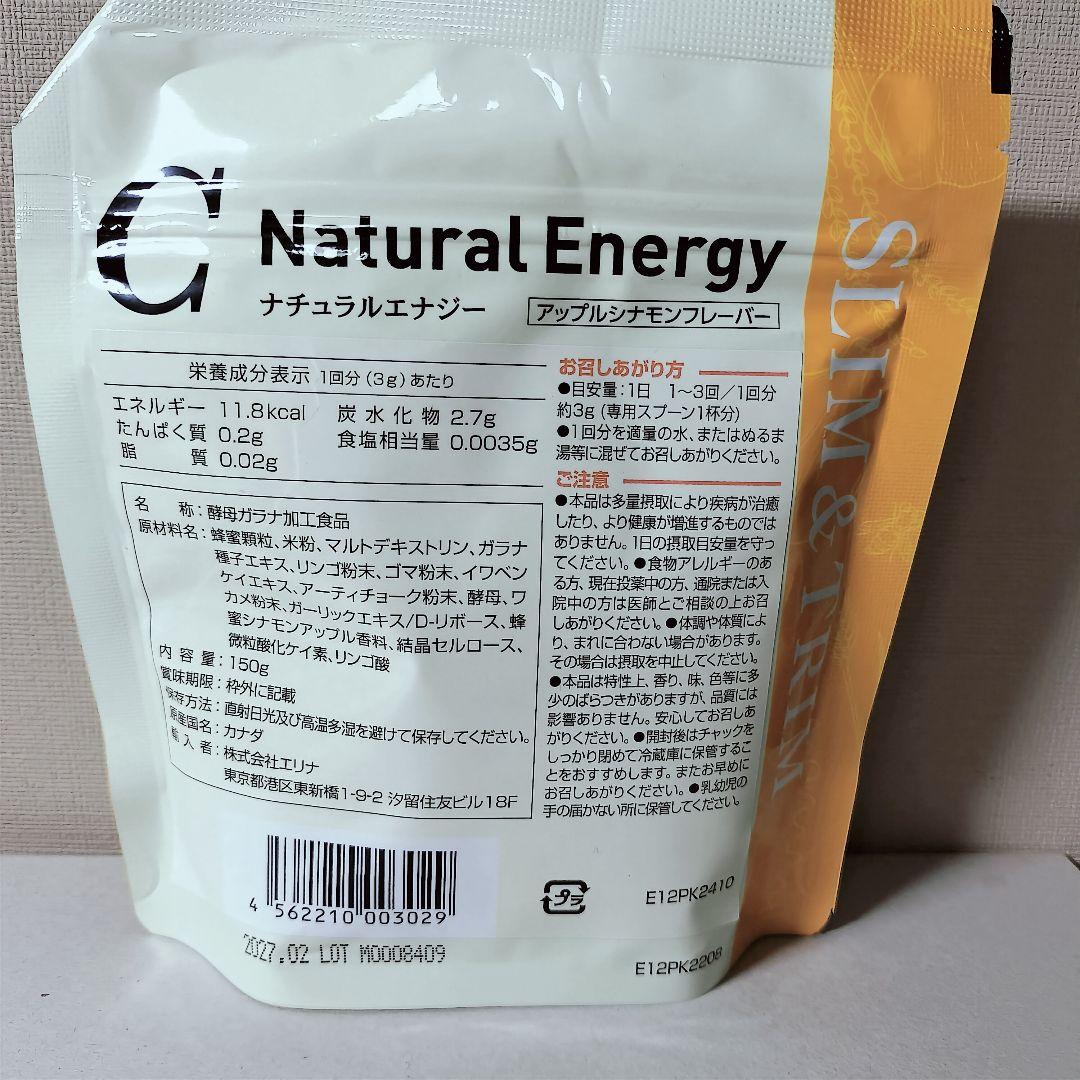 C Natural Energy
ナチュラルエナジー アップルシナモンフレーバー
栄養成分表示 1回分(3g)あたり
エネルギー 11.8kcal 炭水化物 2.7g
たんぱく質 0.2g 食塩相当量 0.0035g
脂質 0.02g
名称:酵母ガラナ加工食品
原材料名:蜂蜜顆粒、米粉、マルトデキストリン、ガラナ
種子エキス、リンゴ粉末、ゴマ粉末、イワベン
ケイエキス、アーティチョーク粉末、酵母、ワ
カメ粉末、ガーリックエキス/D-リボース、蜂
蜜シナモンアップル香料、結晶セルロース、
微粒酸化ケイ素、リンゴ酸
内容量:150g
賞味期限:枠外に記載
保存方法:直射日光及び高温多湿を避けて保存してください。
原産国名:カナダ
輸入者:株式会社エリナ
東京都港区東新橋1-9-2 汐留住友ビル18F
お召しあがり方
●目安量:1日 1〜3回/1回分
約3g(専用スプーン1杯分)
●1回分を適量の水、またはぬるま
湯等に混ぜてお召しあがりください。
ご注意
●本品は多量摂取により疾病が治癒
したり、より健康が増進するものでは
ありません。1日の摂取目安量を守っ
てください。●食物アレルギーのあ
る方、現在投薬中の方、通院または入
院中の方は医師とご相談の上お召
しあがりください。●体調や体質によ
り、まれに合わない場合があります。
その場合は摂取を中止してください。
●本品は特性上、香り、味、色等に多
少のばらつきがありますが、品質には
影響ありません。安心してお召しあ
がりください。●開封後はチャックを
しっかり閉めて冷蔵庫に保管するこ
とをおすすめします。またお早めに
お召しあがりください。●乳幼児の
手の届かない所に保管してください。
4 562210 003029
プラ
E12PK2410
2027.02 LOT M0008409
E12PK2208
SLIM & TRIM